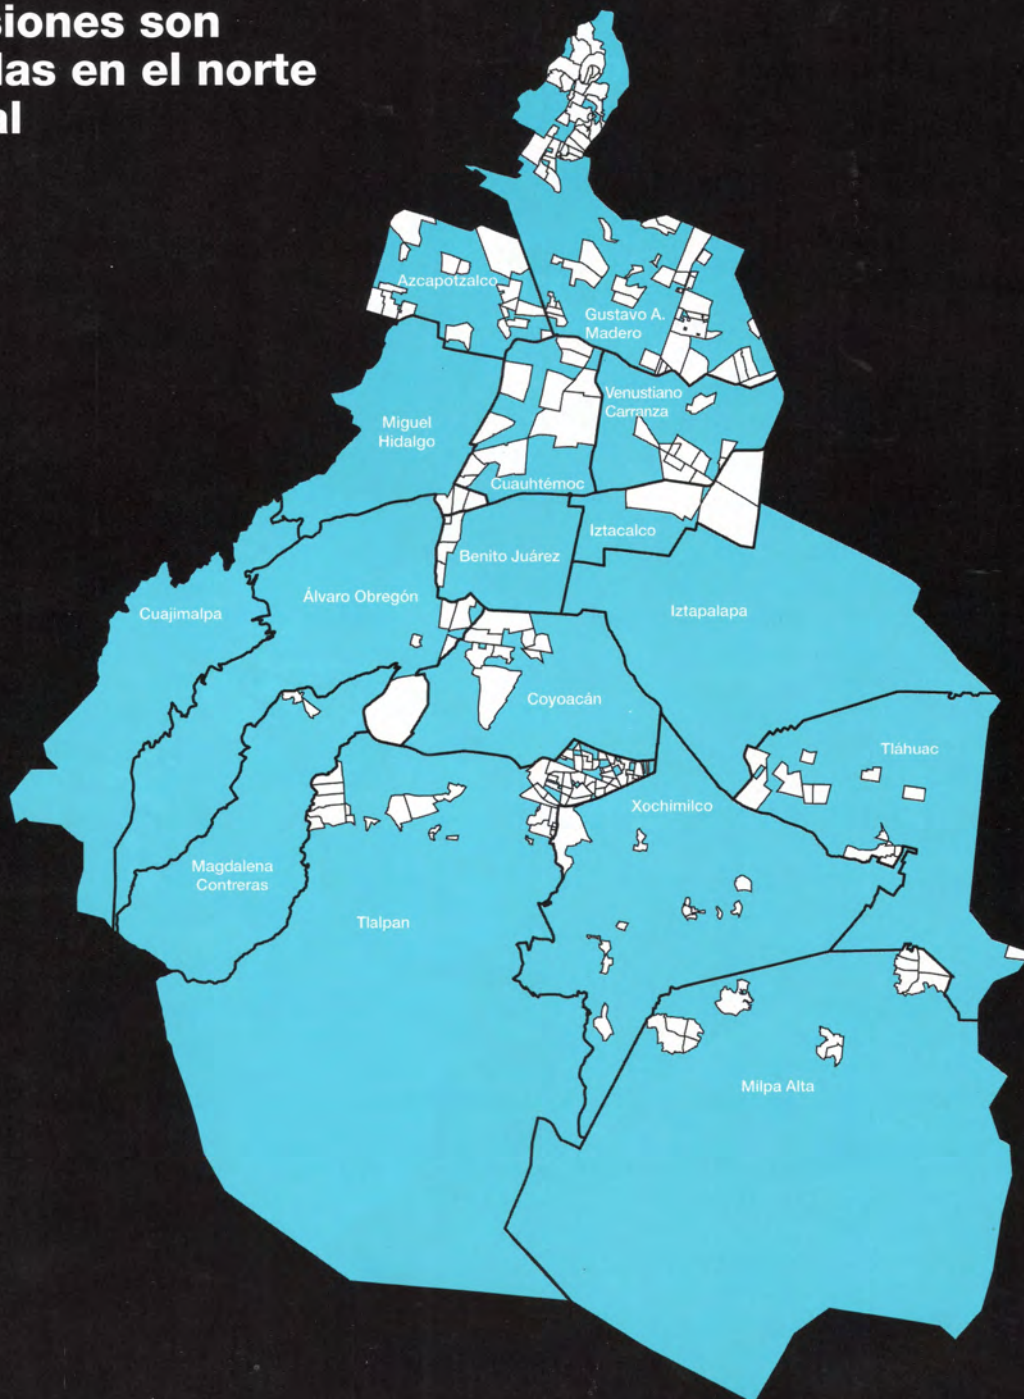 siones son
das en el norte
al
Azcapotzalco
Gustavo A.
Madero
Venustiano
Carranza
Miguel
Hidalgo
Cuauhtémoc
Iztacalco
Benito Juárez
Álvaro Obregón
Cuajimalpa
Iztapalapa
Coyoacán
Tláhuac
Xochimilco
Magdalena
Contreras
Tlalpan
Milpa Alta